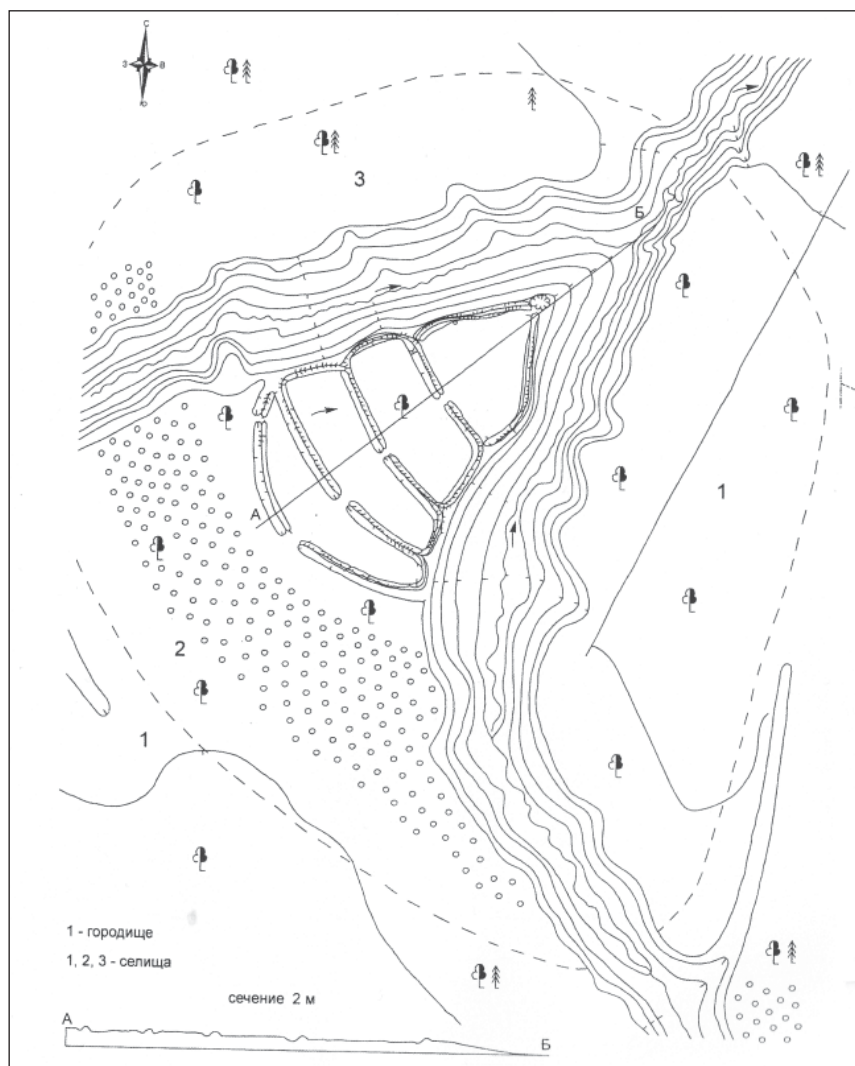 С
З В
Ю
3
Б
1
А
2
1
1 - городище
1, 2, 3 - селища
сечение 2 м
А
Б